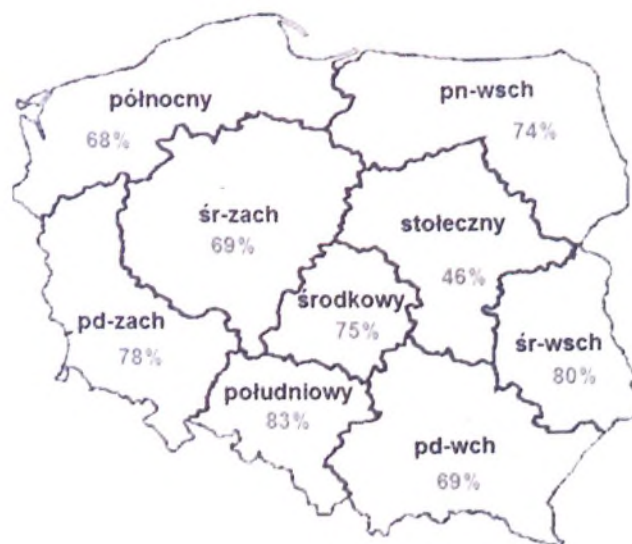 północny
68%
pn-wsch
74%
śr-zach
69%
stołeczny
46%
środkowy
75%
pd-zach
78%
śr-wsch
80%
południowy
83%
pd-wch
69%